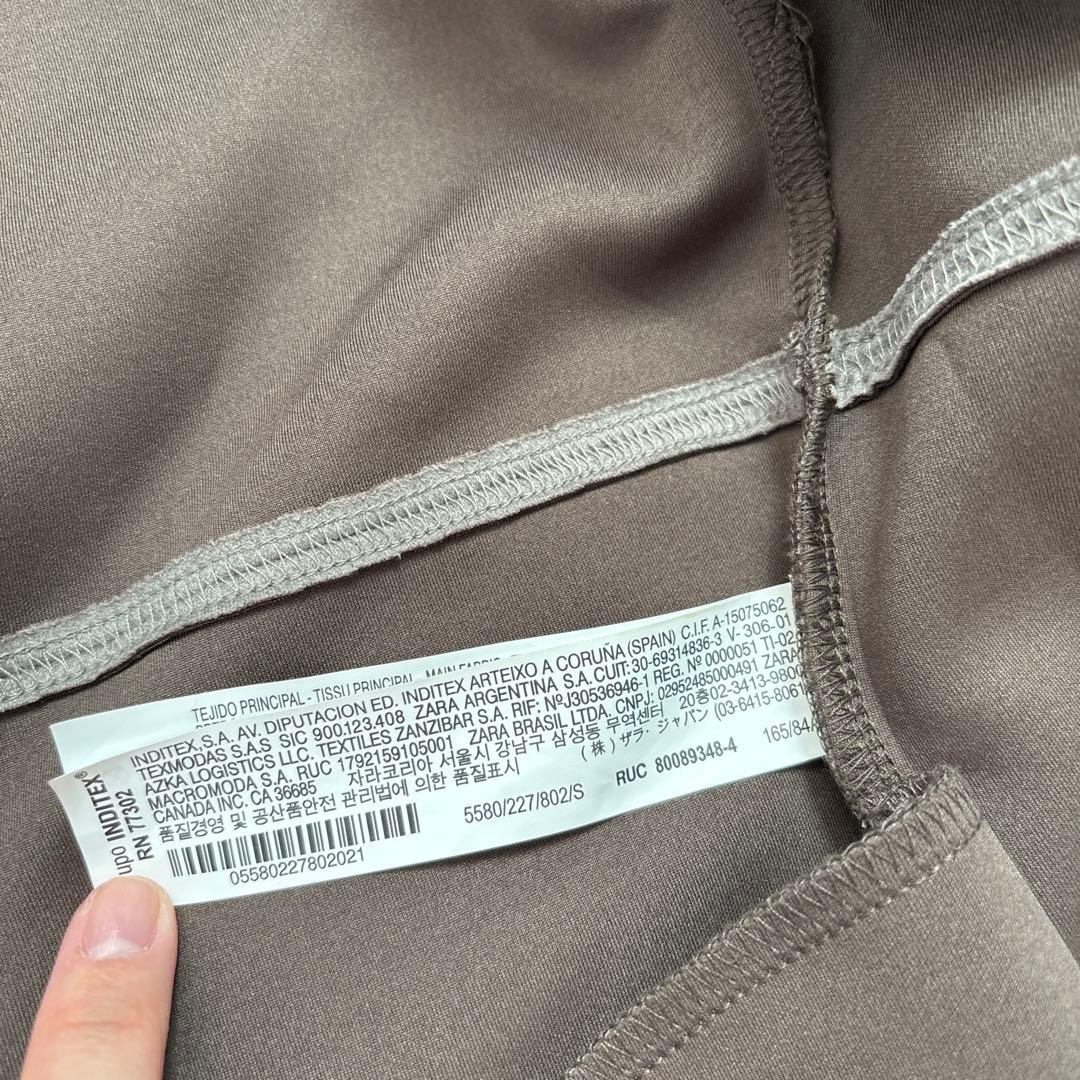 TEJIDO PRINCIPAL - TISSU PRINCIPAL - MAIN FABRIC
INDITEX, S.A. AV. DIPUTACION ED. INDITEX ARTEIXO A CORUÑA (SPAIN) C.I.F. A-15075062
TEXMODAS S.A.S SIC 900.123.408 ZARA ARGENTINA S.A. CUIT: 30-69314836-3 V-306-01
AZKA LOGISTICS LLC, TEXTILES ZANZIBAR S.A. RIF; NºJ30536946-1 REG. Nº 0000051 TI-02
MACROMODA S.A. RUC 1792159105001 ZARA BRASIL LTDA, CNPJ: 02952485000491 ZARA
CANADA INC. CA 36685 자라코리아 서울시 강남구 삼성동 무역센터 20층 02-3413-980
품질경영 및 공산품안전 관리법에 의한 품질표시 (株) ザラ・ジャパン (03-6415-8061
RUC 80089348-4 165/84
5580/227/802/S
05580227802021
upo INDITEX®
RN 77302